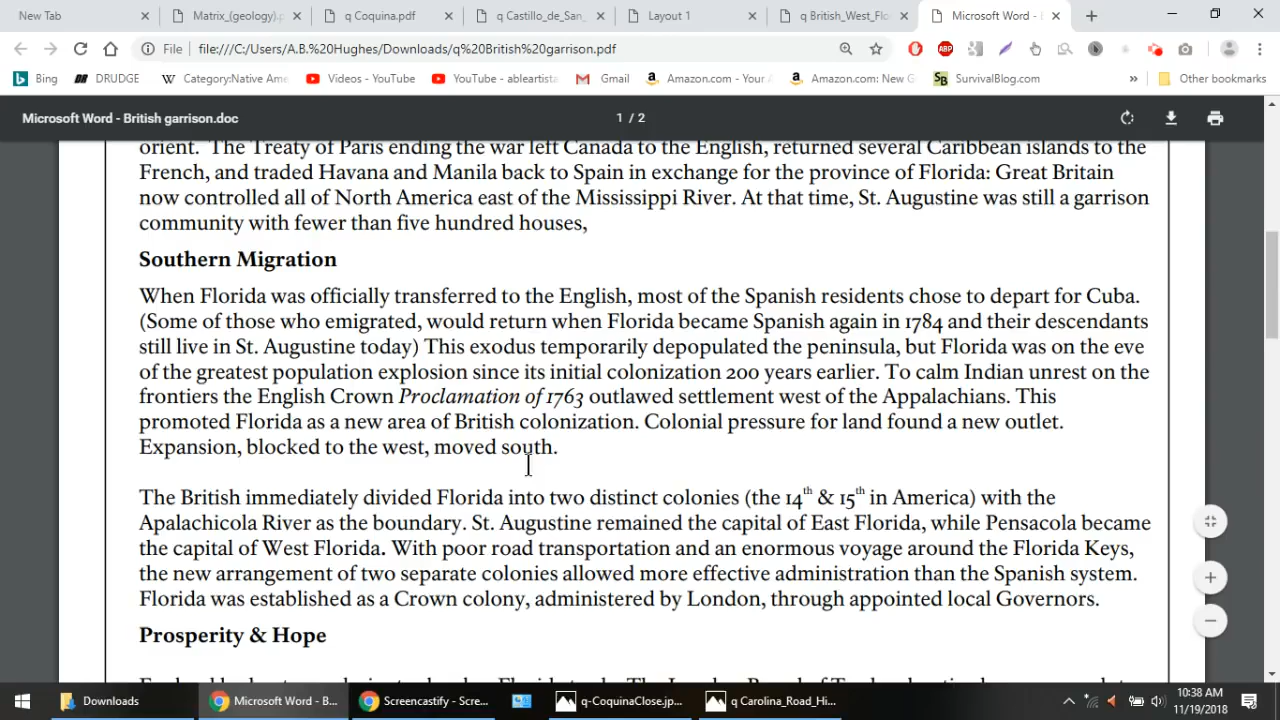 New Tab
Matrix_(geology).p
q Coquina.pdf
q Castillo_de_San_
Layout 1
q British_West_Flo
Microsoft Word - 
File
file:///C:/Users/A.B.%20Hughes/Downloads/q%20British%20garrison.pdf
Bing
DRUDGE
Category:Native Ame
Videos - YouTube
YouTube - ableartista
Gmail
Amazon.com - Your
Amazon.com: New G
SurvivalBlog.com
»
Other bookmarks
Microsoft Word - British garrison.doc
1 / 2
orient. The Treaty of Paris ending the war left Canada to the English, returned several Caribbean islands to the
French, and traded Havana and Manila back to Spain in exchange for the province of Florida: Great Britain
now controlled all of North America east of the Mississippi River. At that time, St. Augustine was still a garrison
community with fewer than five hundred houses,
Southern Migration
When Florida was officially transferred to the English, most of the Spanish residents chose to depart for Cuba.
(Some of those who emigrated, would return when Florida became Spanish again in 1784 and their descendants
still live in St. Augustine today) This exodus temporarily depopulated the peninsula, but Florida was on the eve
of the greatest population explosion since its initial colonization 200 years earlier. To calm Indian unrest on the
frontiers the English Crown Proclamation of 1763 outlawed settlement west of the Appalachians. This
promoted Florida as a new area of British colonization. Colonial pressure for land found a new outlet.
Expansion, blocked to the west, moved south.
The British immediately divided Florida into two distinct colonies (the 14th & 15th in America) with the
Apalachicola River as the boundary. St. Augustine remained the capital of East Florida, while Pensacola became
the capital of West Florida. With poor road transportation and an enormous voyage around the Florida Keys,
the new arrangement of two separate colonies allowed more effective administration than the Spanish system.
Florida was established as a Crown colony, administered by London, through appointed local Governors.
Prosperity & Hope
Downloads
Microsoft Word - B...
Screencastify - Scre...
q-CoquinaClose.jp...
q Carolina_Road_Hi...
10:38 AM
11/19/2018